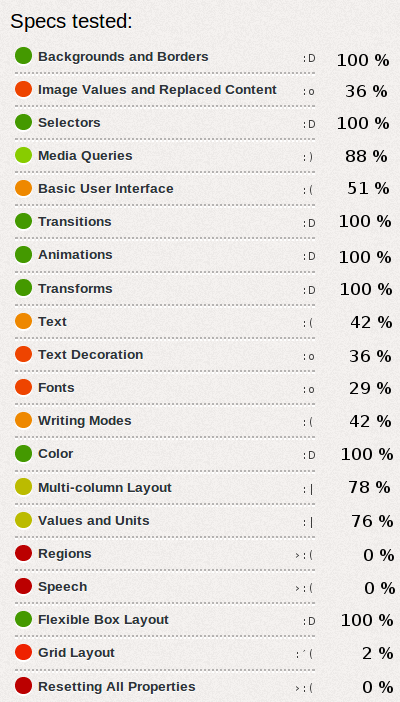 Specs tested:
Backgrounds and Borders :D 100 %
Image Values and Replaced Content :o 36 %
Selectors :D 100 %
Media Queries :) 88 %
Basic User Interface :( 51 %
Transitions :D 100 %
Animations :D 100 %
Transforms :D 100 %
Text :( 42 %
Text Decoration :o 36 %
Fonts :o 29 %
Writing Modes :( 42 %
Color :D 100 %
Multi-column Layout :| 78 %
Values and Units :| 76 %
Regions >:( 0 %
Speech >:( 0 %
Flexible Box Layout :D 100 %
Grid Layout :´( 2 %
Resetting All Properties >:( 0 %